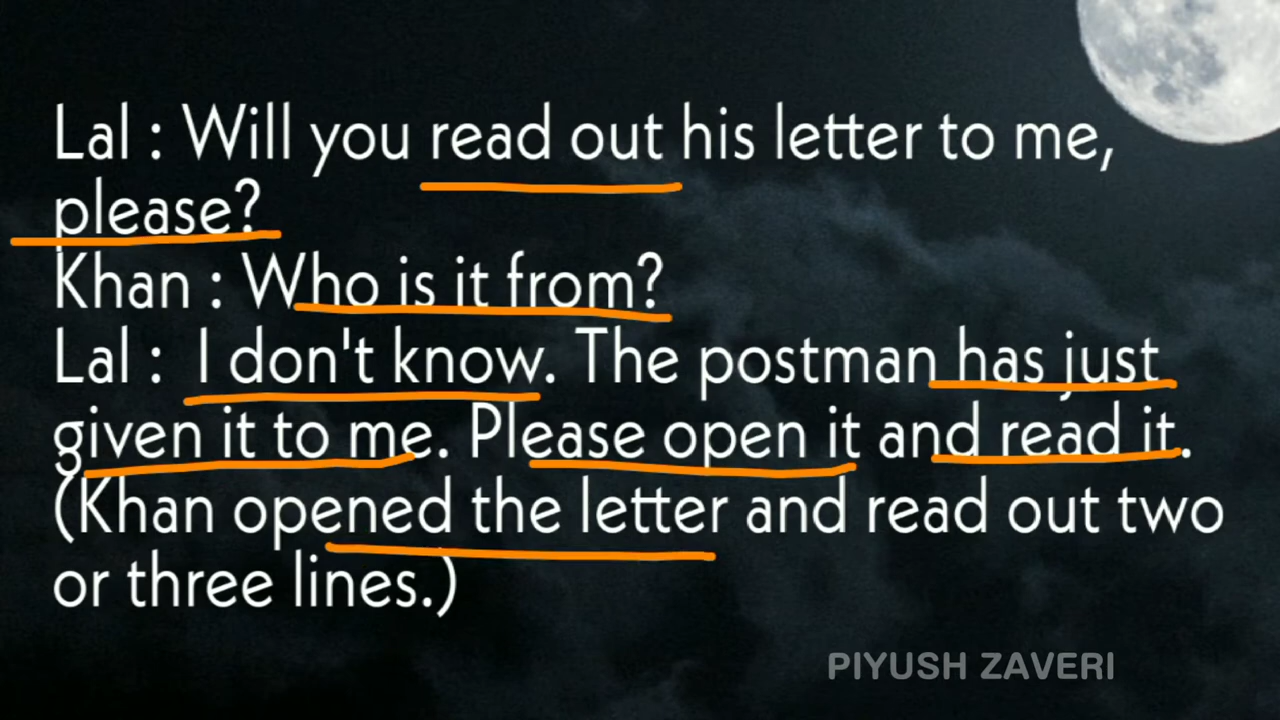 Lal : Will you read out his letter to me,
please?
Khan : Who is it from?
Lal : I don't know. The postman has just
given it to me. Please open it and read it.
(Khan opened the letter and read out two
or three lines.)
PIYUSH ZAVERI